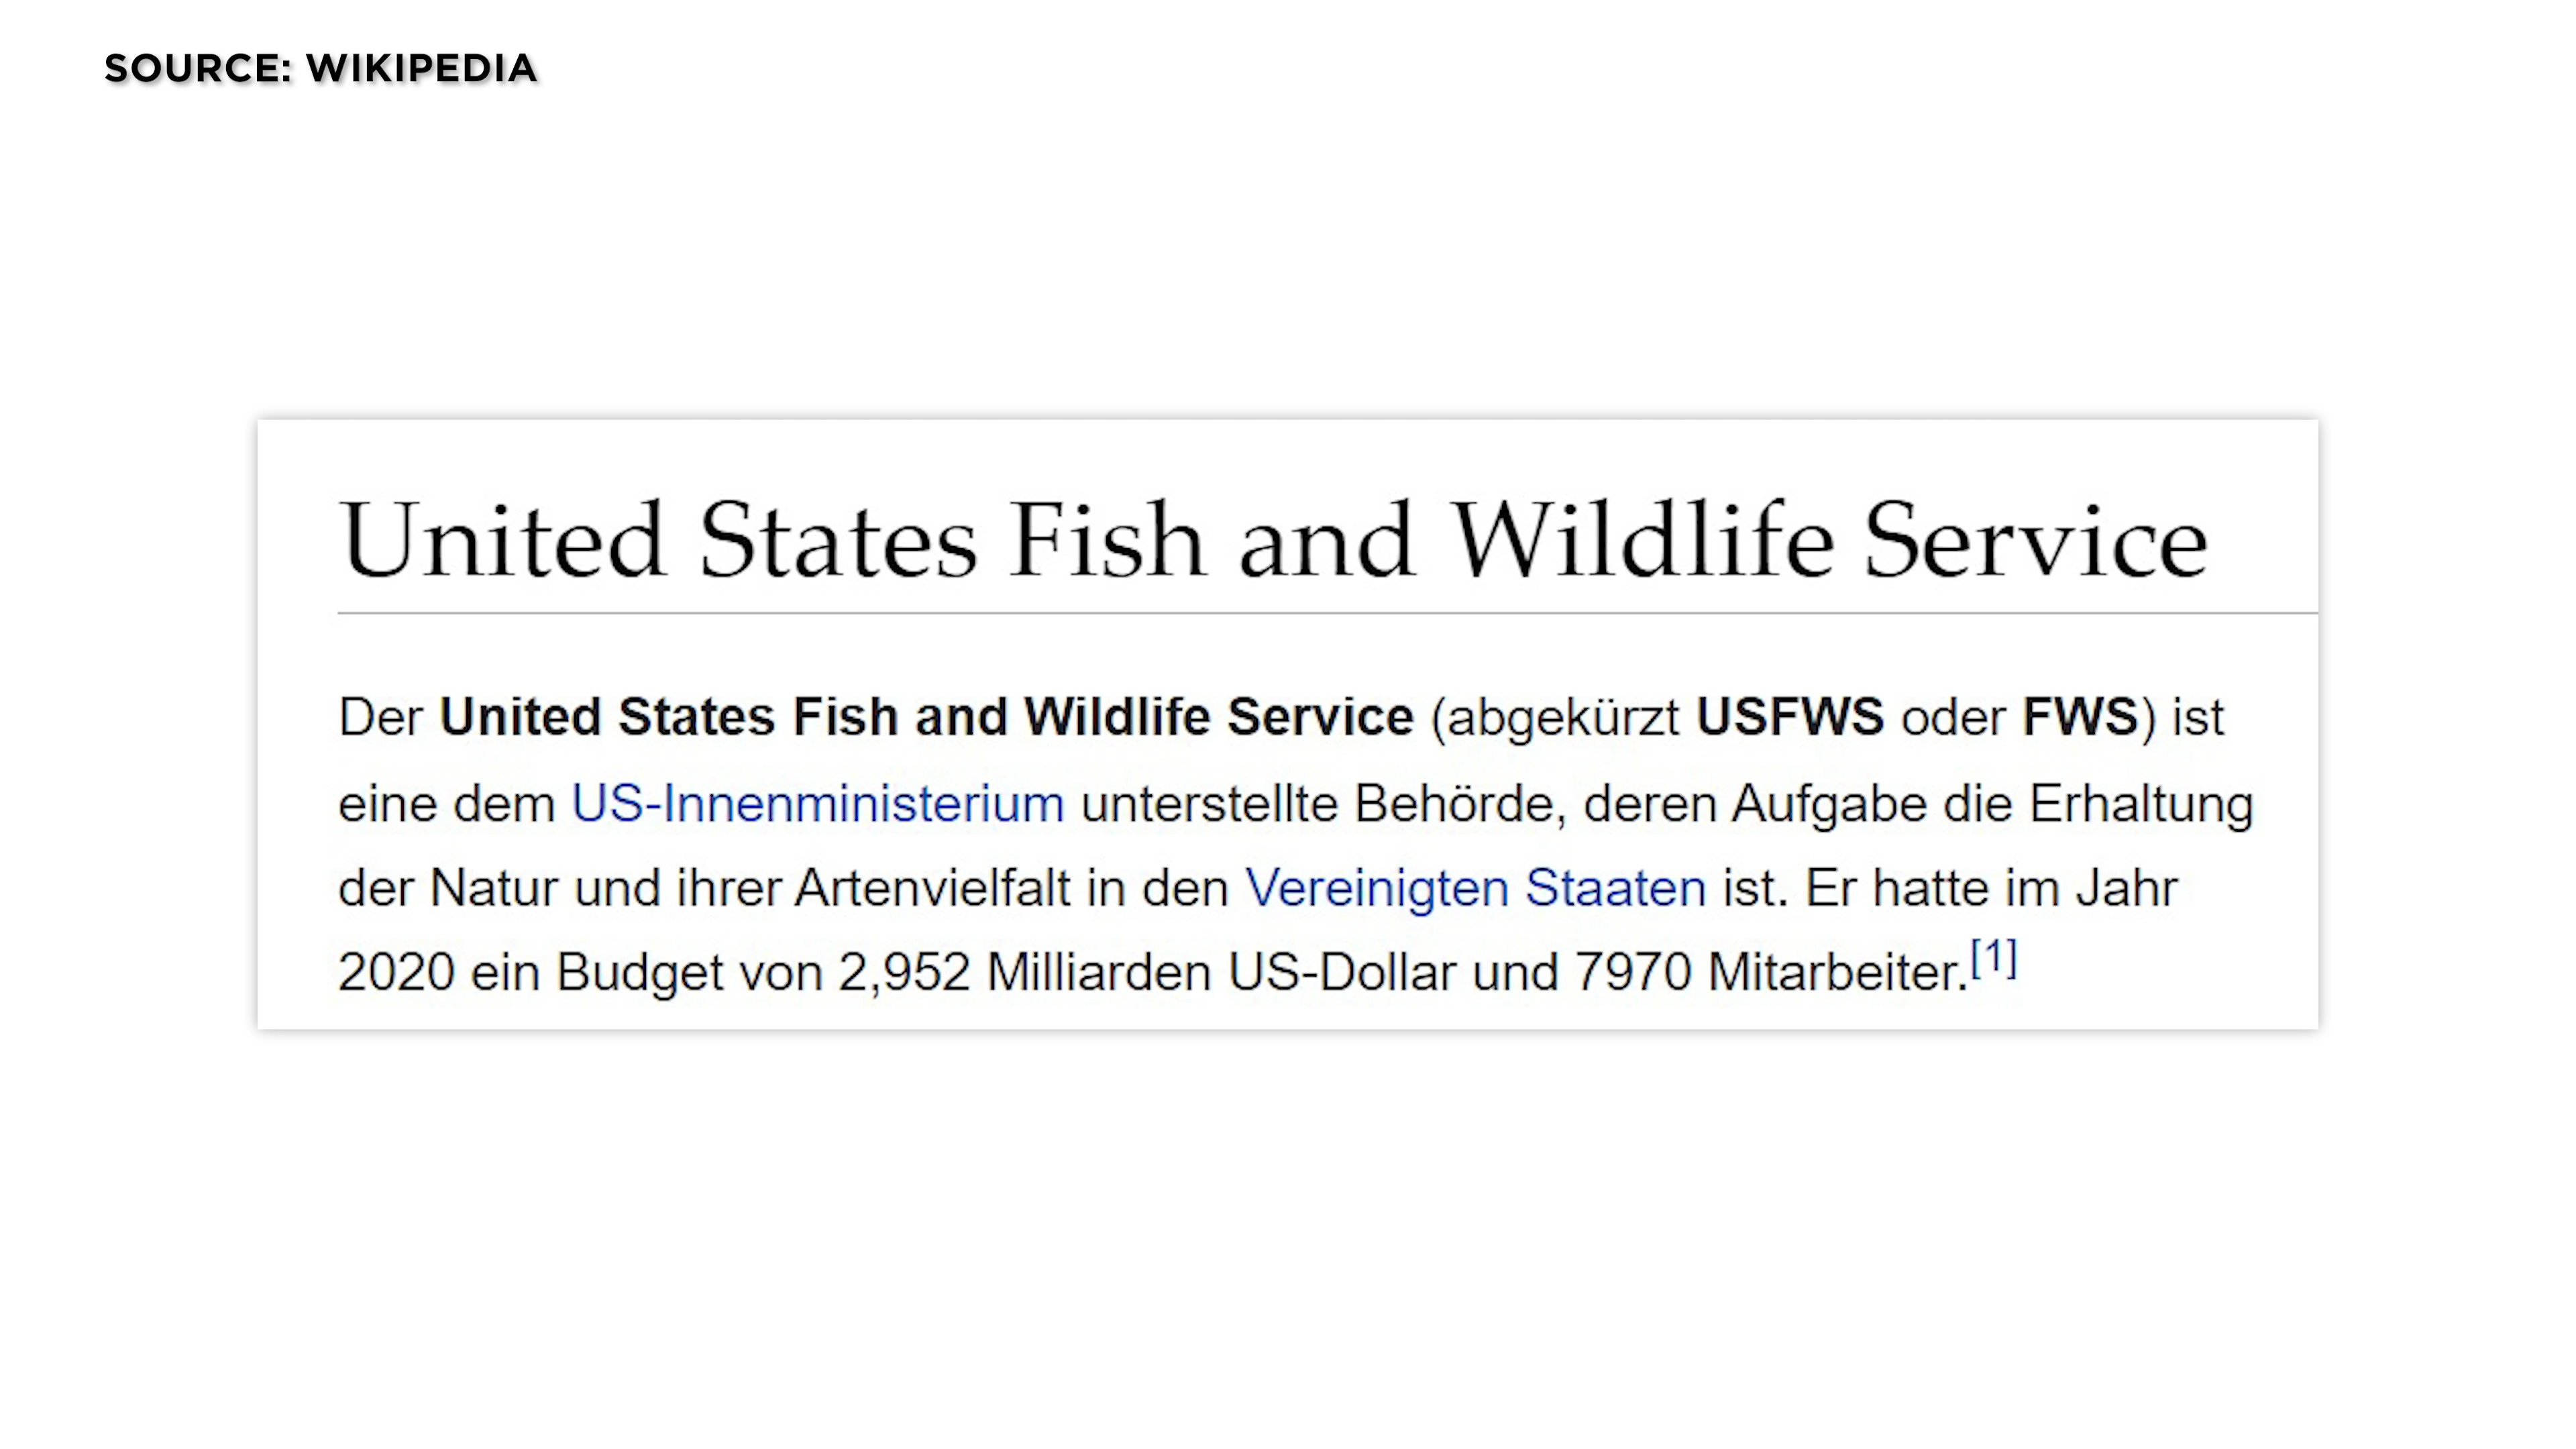 SOURCE: WIKIPEDIA
United States Fish and Wildlife Service
Der United States Fish and Wildlife Service (abgekürzt USFWS oder FWS) ist
eine dem US-Innenministerium unterstellte Behörde, deren Aufgabe die Erhaltung
der Natur und ihrer Artenvielfalt in den Vereinigten Staaten ist. Er hatte im Jahr
2020 ein Budget von 2,952 Milliarden US-Dollar und 7970 Mitarbeiter.[1]